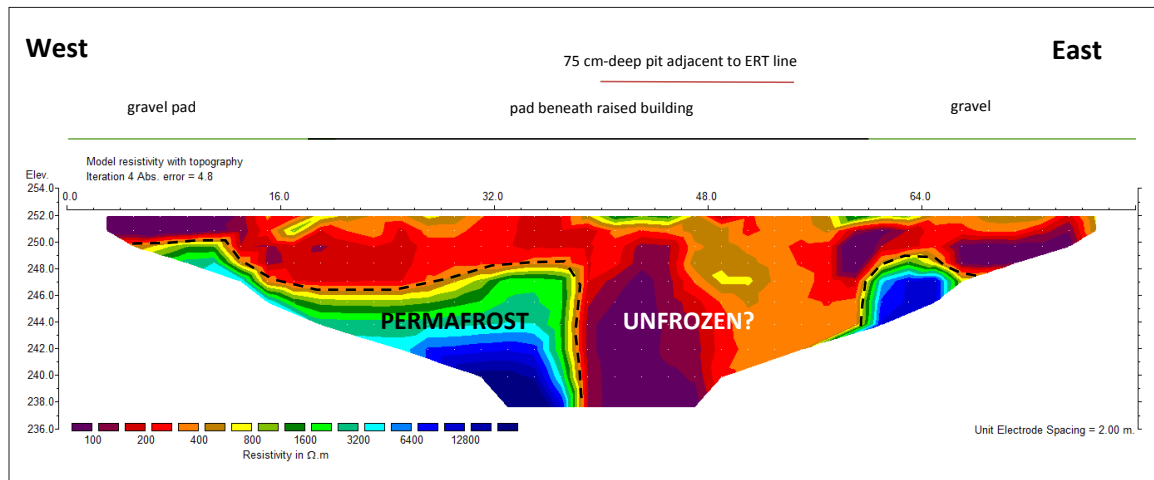 West
East
75 cm-deep pit adjacent to ERT line
gravel pad
pad beneath raised building
gravel
Model resistivity with topography
Iteration 4 Abs. error = 4.8
Elev.
0.0 16.0 32.0 48.0 64.0
254.0
252.0
250.0
248.0
246.0
244.0
242.0
240.0
238.0
236.0
PERMAFROST
UNFROZEN?
100 200 400 800 1600 3200 6400 12800
Resistivity in Ω.m
Unit Electrode Spacing = 2.00 m.